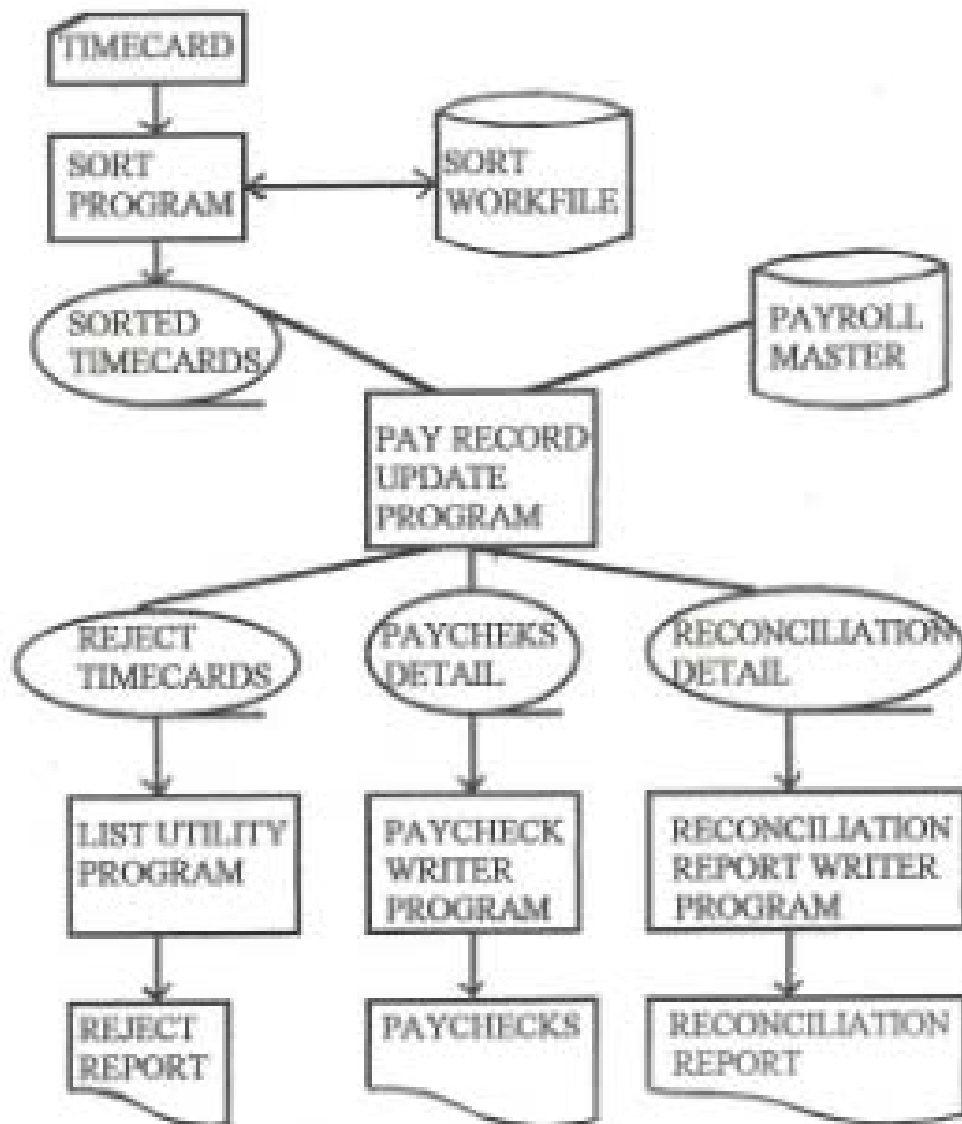 TIMECARD
SORT
PROGRAM
SORT
WORKFILE
SORTED
TIMECARDS
PAYROLL
MASTER
PAY RECORD
UPDATE
PROGRAM
REJECT
TIMECARDS
PAYCHEKS
DETAIL
RECONCILIATION
DETAIL
LIST UTILITY
PROGRAM
PAYCHECK
WRITER
PROGRAM
RECONCILIATION
REPORT WRITER
PROGRAM
REJECT
REPORT
PAYCHECKS
RECONCILIATION
REPORT